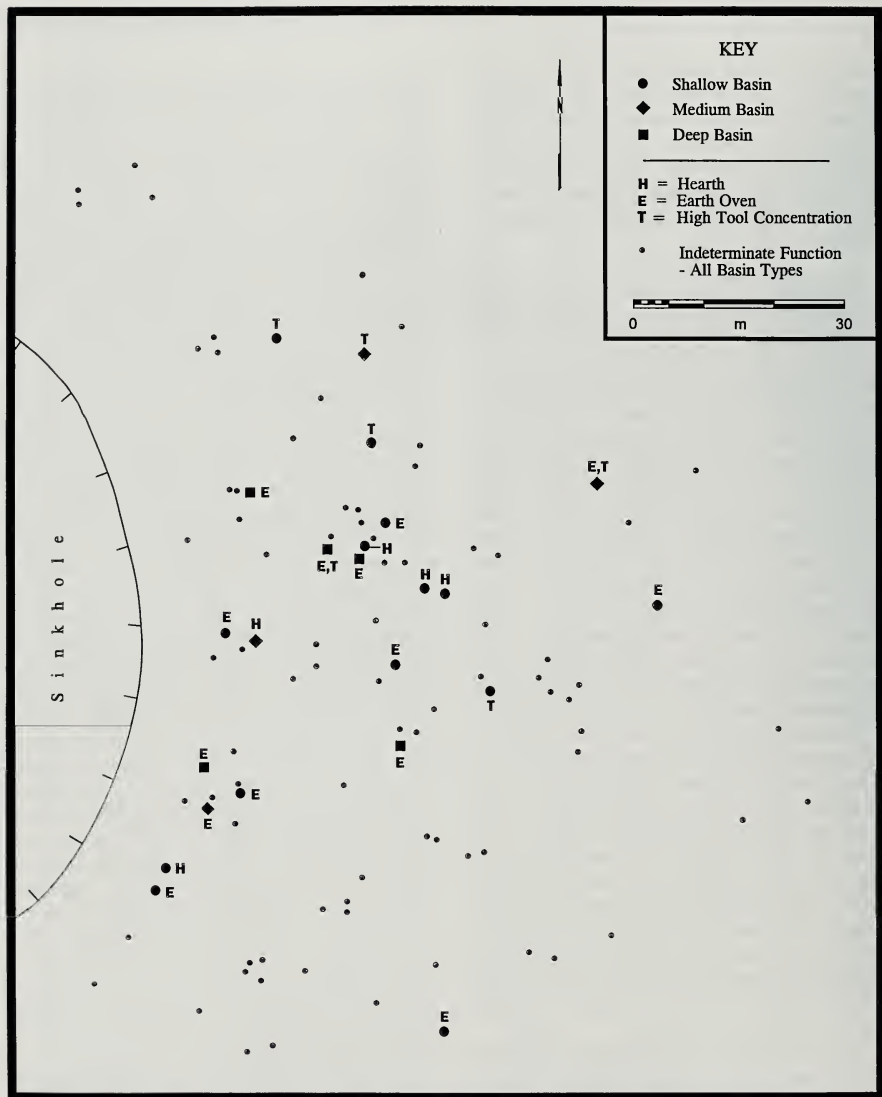 KEY
Shallow Basin
Medium Basin
Deep Basin
H = Hearth
E = Earth Oven
T = High Tool Concentration
Indeterminate Function
- All Basin Types
0 m 30
N
T
T
T
E,T
E
E
H
E,T
E
H H
E
E H
E
T
E
E
E
E
H
E
E
Sinkhole